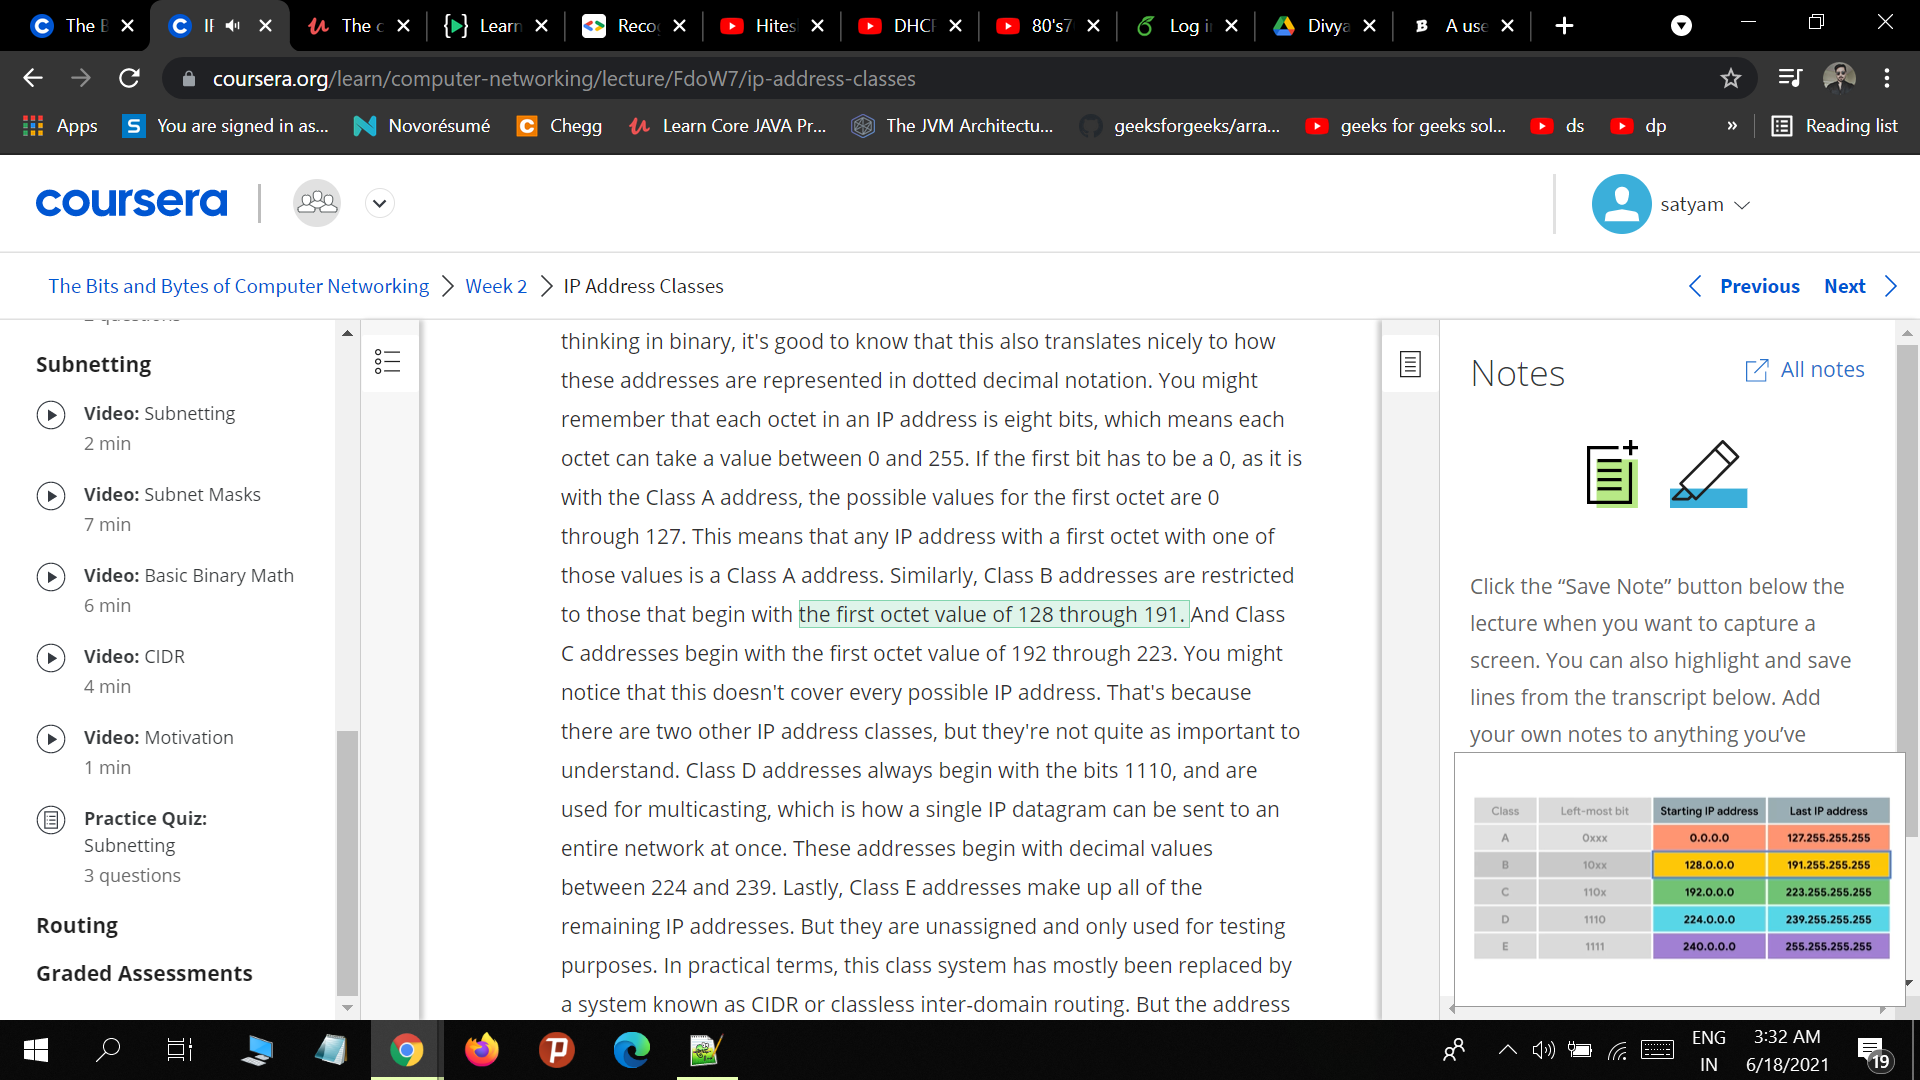 The B
IF
The c
Learn
Reco
Hites
DHCP
80's7
Log i
Divya
A use
coursera.org/learn/computer-networking/lecture/FdoW7/ip-address-classes
Apps
You are signed in as...
Novorésumé
Chegg
Learn Core JAVA Pr...
The JVM Architectu...
geeksforgeeks/arra...
geeks for geeks sol...
ds
dp
»
Reading list
coursera
satyam
The Bits and Bytes of Computer Networking
Week 2
IP Address Classes
Previous
Next
Subnetting
Video: Subnetting
2 min
Video: Subnet Masks
7 min
Video: Basic Binary Math
6 min
Video: CIDR
4 min
Video: Motivation
1 min
Practice Quiz:
Subnetting
3 questions
Routing
Graded Assessments
thinking in binary, it's good to know that this also translates nicely to how
these addresses are represented in dotted decimal notation. You might
remember that each octet in an IP address is eight bits, which means each
octet can take a value between 0 and 255. If the first bit has to be a 0, as it is
with the Class A address, the possible values for the first octet are 0
through 127. This means that any IP address with a first octet with one of
those values is a Class A address. Similarly, Class B addresses are restricted
to those that begin with the first octet value of 128 through 191. And Class
C addresses begin with the first octet value of 192 through 223. You might
notice that this doesn't cover every possible IP address. That's because
there are two other IP address classes, but they're not quite as important to
understand. Class D addresses always begin with the bits 1110, and are
used for multicasting, which is how a single IP datagram can be sent to an
entire network at once. These addresses begin with decimal values
between 224 and 239. Lastly, Class E addresses make up all of the
remaining IP addresses. But they are unassigned and only used for testing
purposes. In practical terms, this class system has mostly been replaced by
a system known as CIDR or classless inter-domain routing. But the address
Notes
All notes
Click the “Save Note” button below the
lecture when you want to capture a
screen. You can also highlight and save
lines from the transcript below. Add
your own notes to anything you’ve
Class Left-most bit Starting IP address Last IP address
A 0xxx 0.0.0.0 127.255.255.255
B 10xx 128.0.0.0 191.255.255.255
C 110x 192.0.0.0 223.255.255.255
D 1110 224.0.0.0 239.255.255.255
E 1111 240.0.0.0 255.255.255.255
ENG
IN
3:32 AM
6/18/2021
19